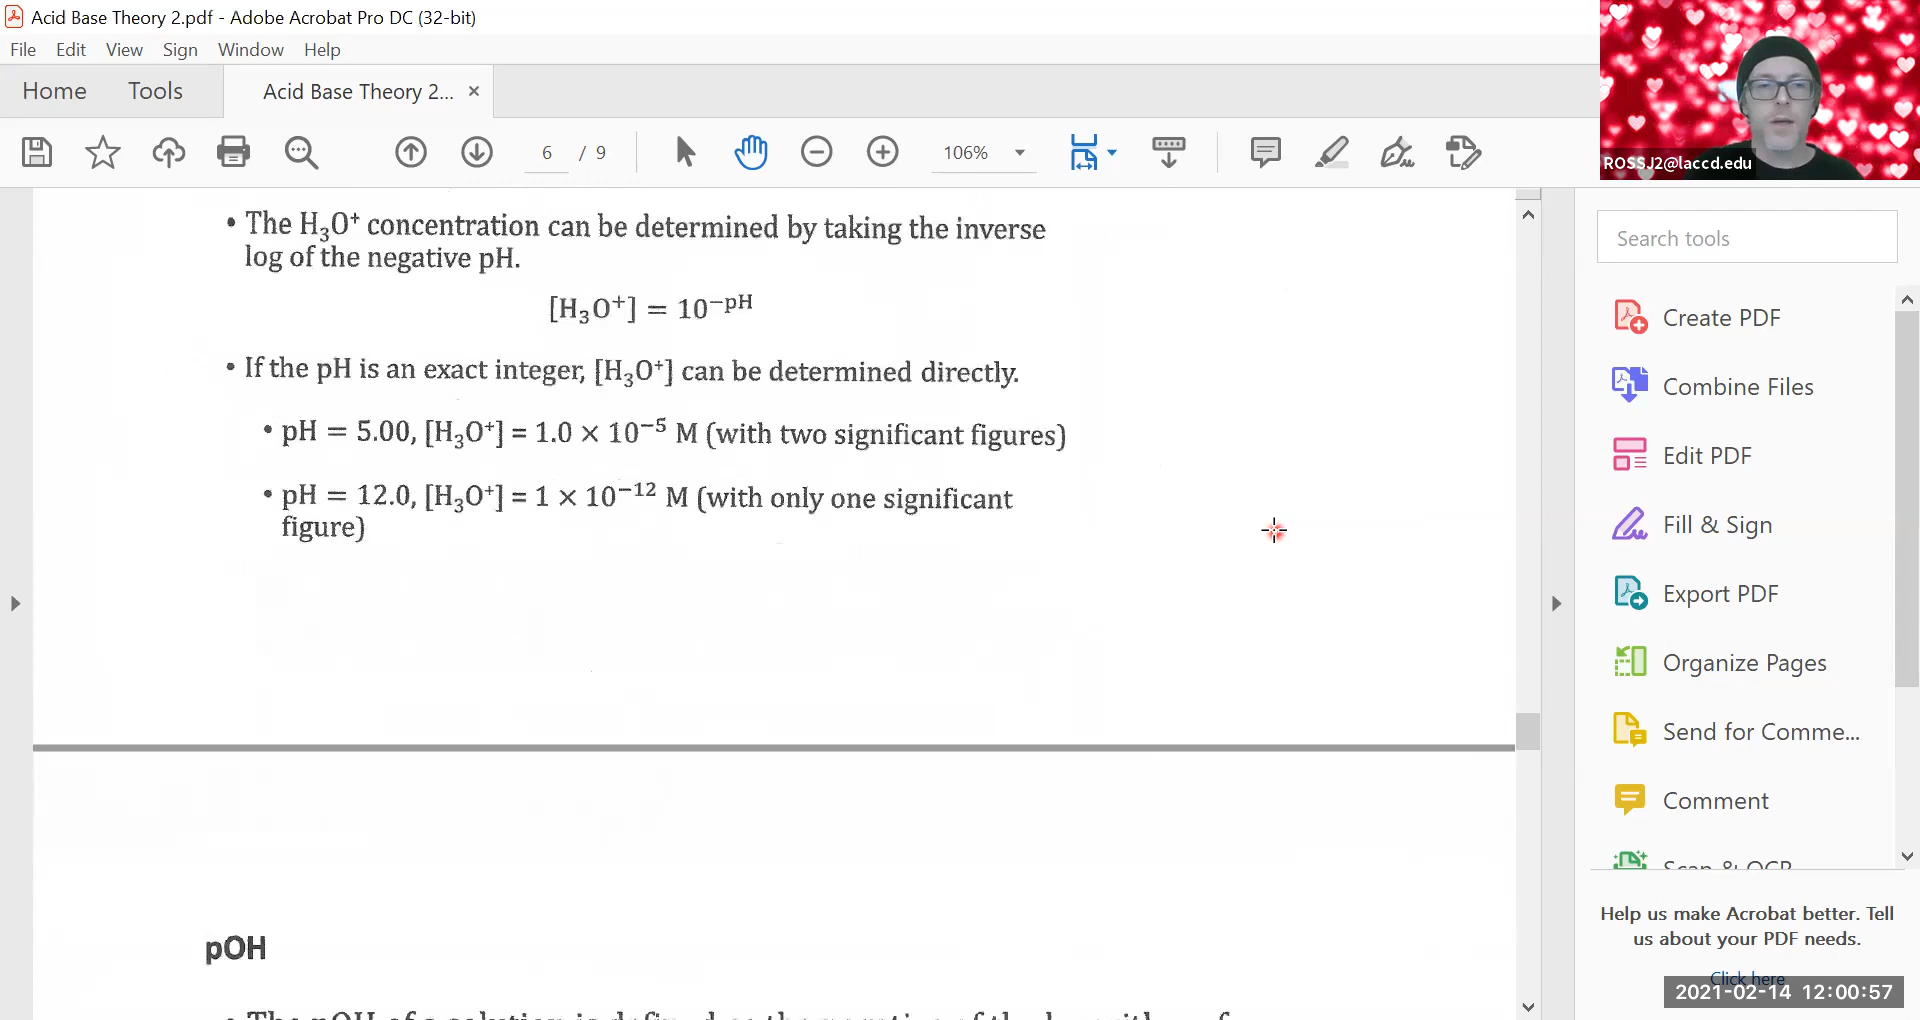 Acid Base Theory 2.pdf - Adobe Acrobat Pro DC (32-bit)
File Edit View Sign Window Help
Home Tools Acid Base Theory 2... ×
6 / 9 106%
ROSSJ2@laccd.edu
• The H₃O⁺ concentration can be determined by taking the inverse
log of the negative pH.
[H₃O⁺] = 10⁻ᵖᴴ
• If the pH is an exact integer, [H₃O⁺] can be determined directly.
• pH = 5.00, [H₃O⁺] = 1.0 × 10⁻⁵ M (with two significant figures)
• pH = 12.0, [H₃O⁺] = 1 × 10⁻¹² M (with only one significant
figure)
pOH
Search tools
Create PDF
Combine Files
Edit PDF
Fill & Sign
Export PDF
Organize Pages
Send for Comme...
Comment
Scan & OCR
Help us make Acrobat better. Tell
us about your PDF needs.
Click here
2021-02-14 12:00:57